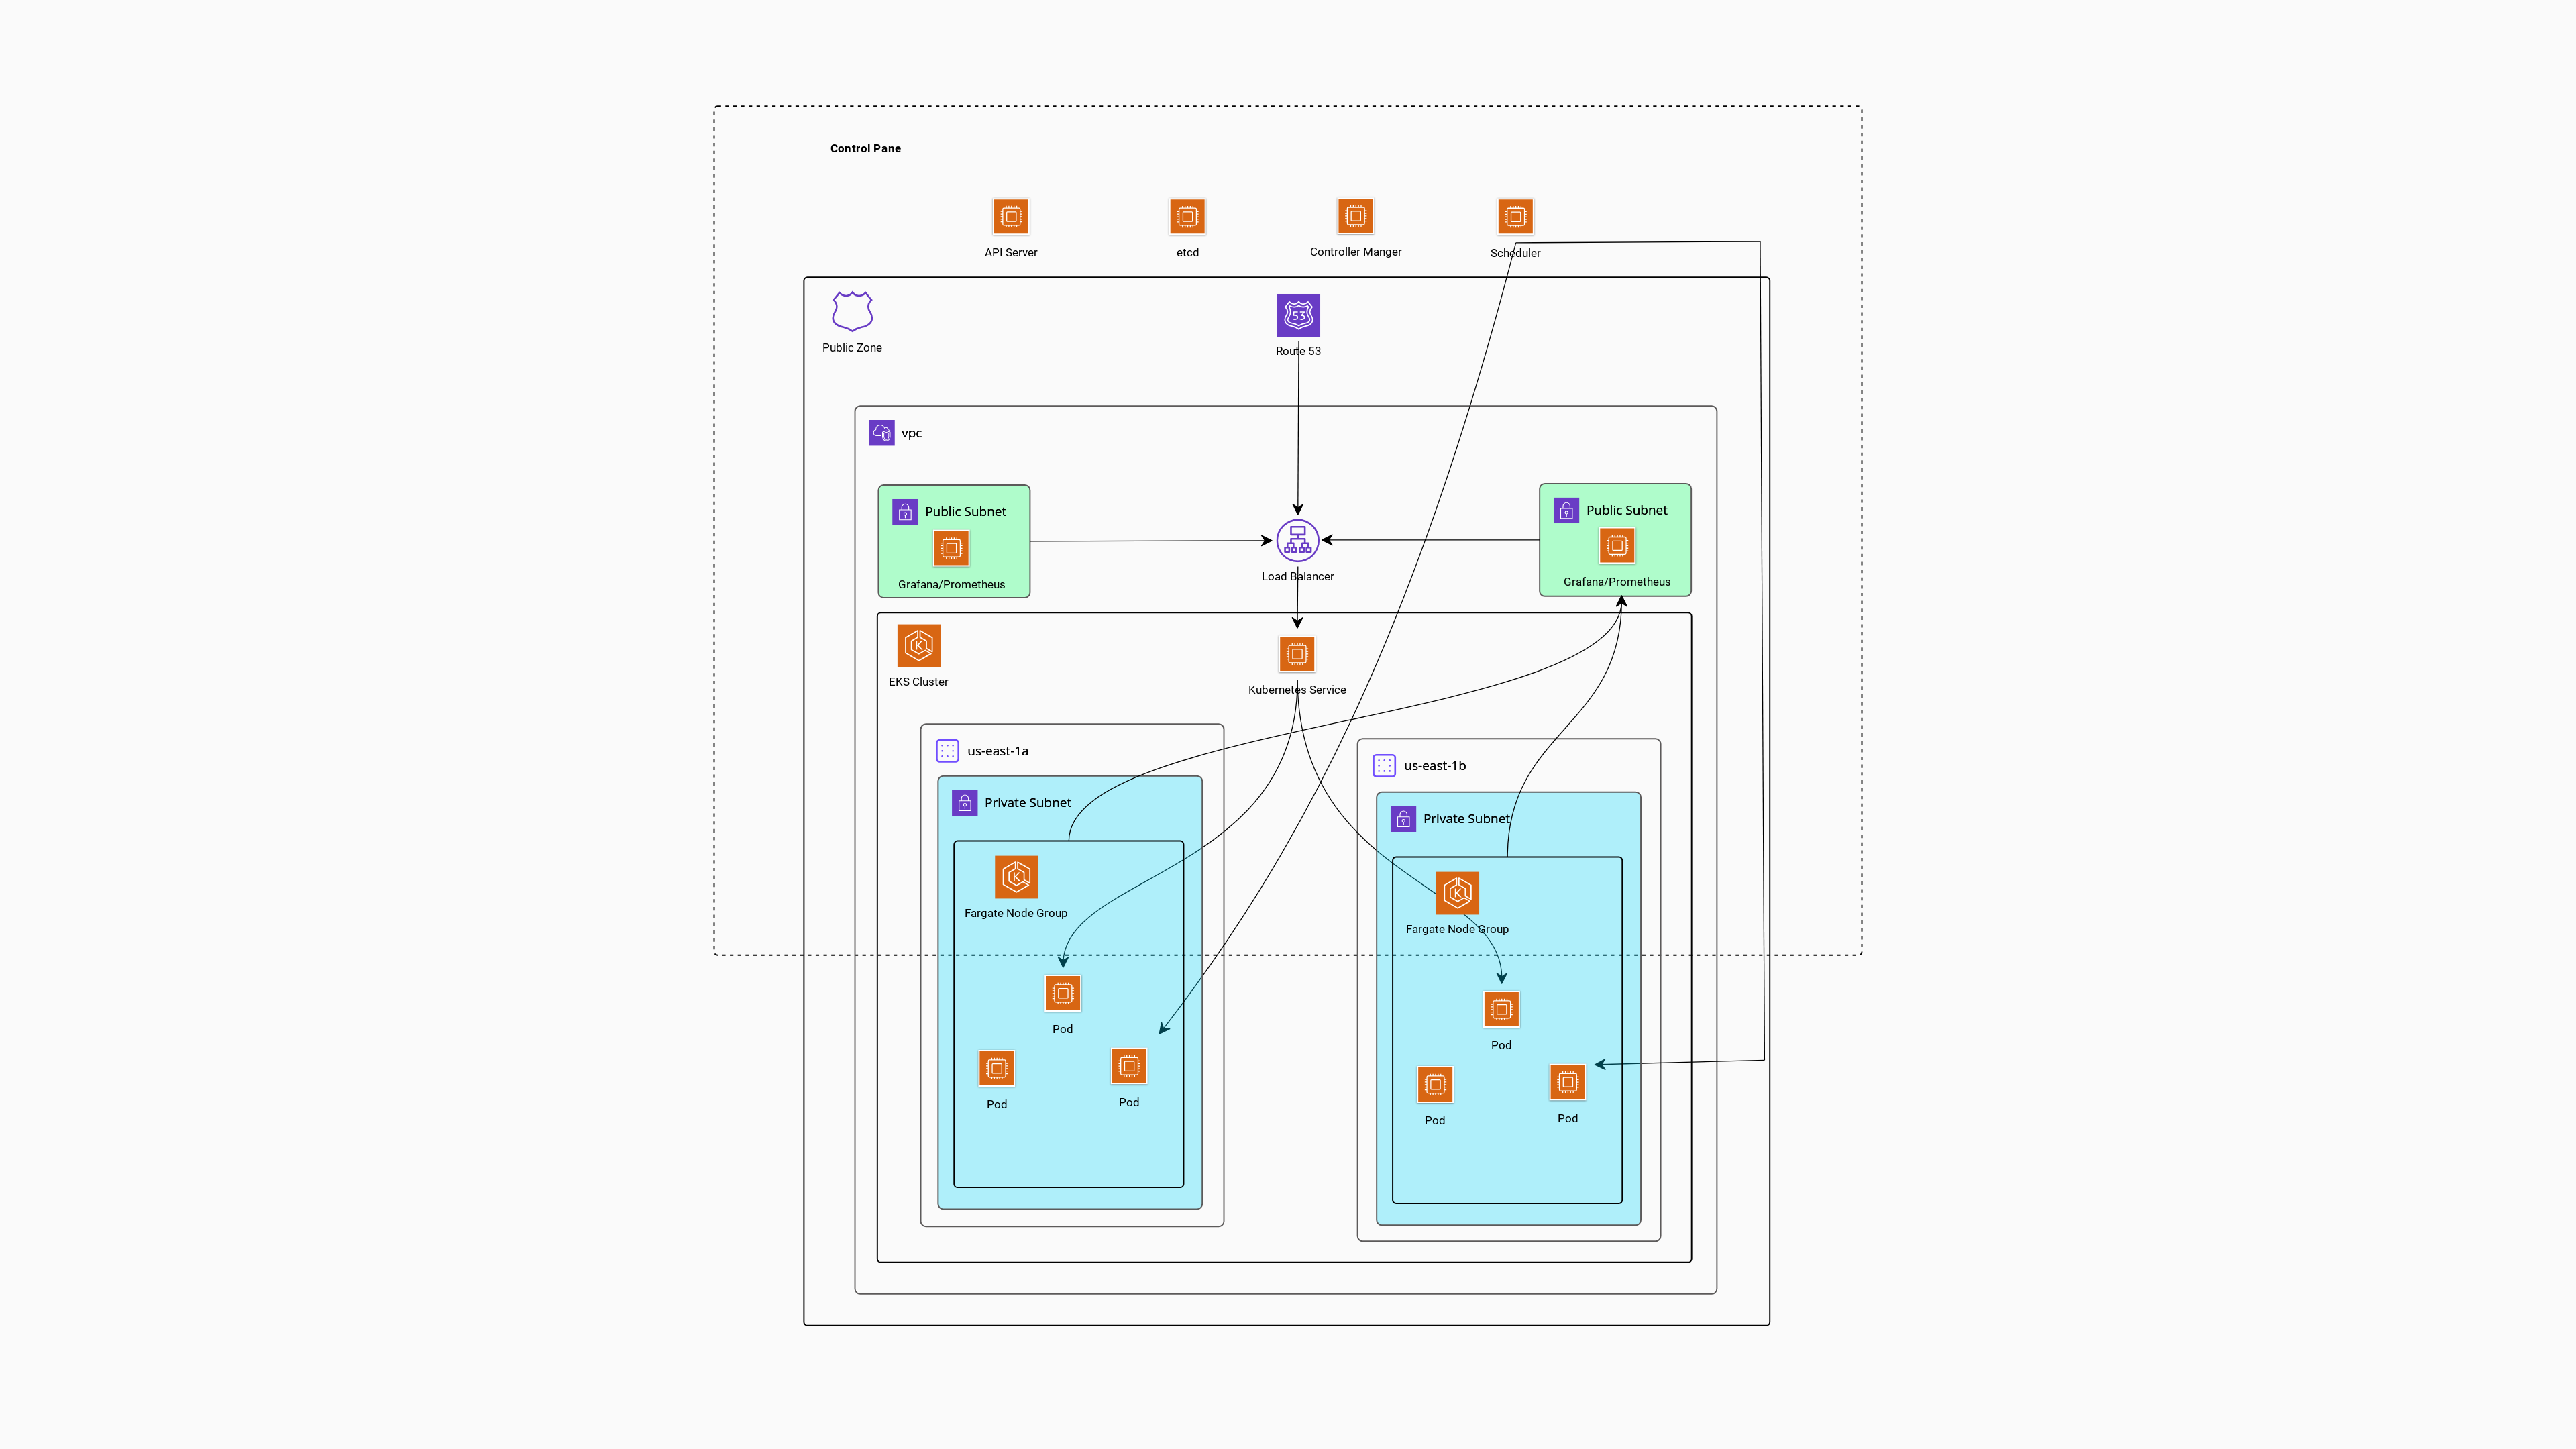 Control Pane
API Server
etcd
Controller Manger
Scheduler
Public Zone
53
Route 53
vpc
Public Subnet
Grafana/Prometheus
Load Balancer
Public Subnet
Grafana/Prometheus
K
EKS Cluster
Kubernetes Service
us-east-1a
Private Subnet
K
Fargate Node Group
Pod
Pod
Pod
us-east-1b
Private Subnet
K
Fargate Node Group
Pod
Pod
Pod